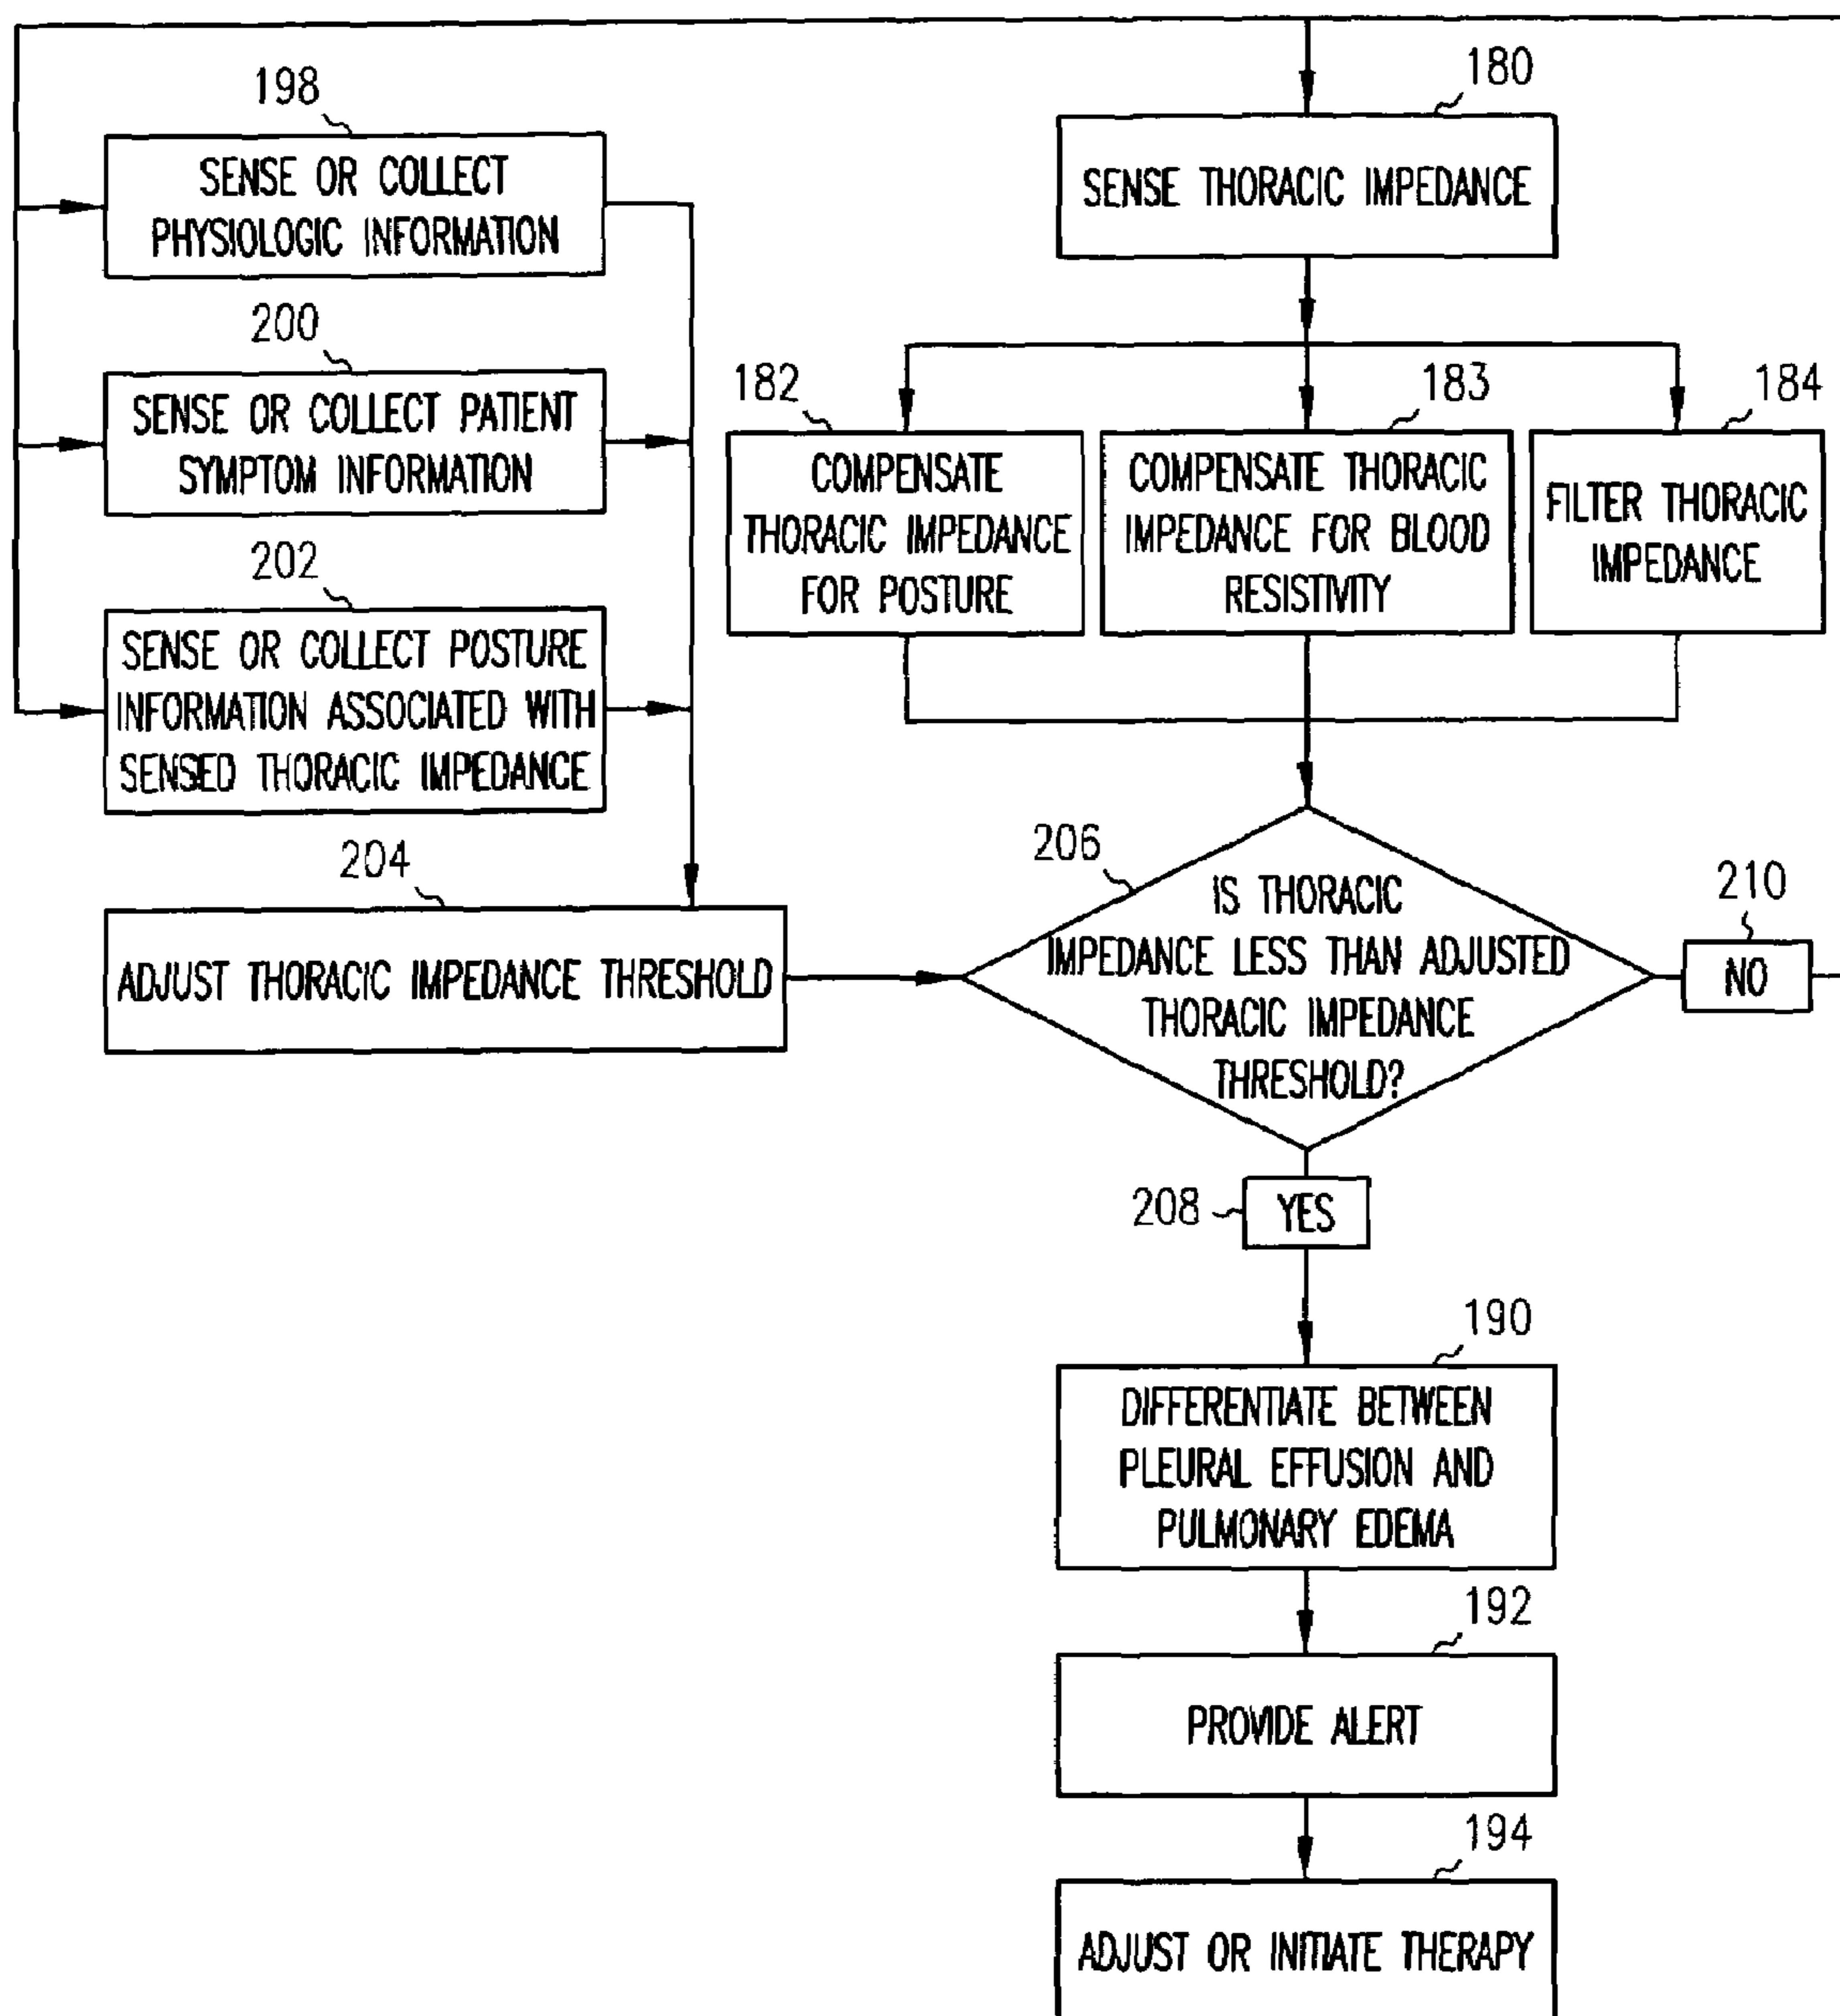 198
SENSE OR COLLECT
PHYSIOLOGIC INFORMATION
200
SENSE OR COLLECT PATIENT
SYMPTOM INFORMATION
202
SENSE OR COLLECT POSTURE
INFORMATION ASSOCIATED WITH
SENSED THORACIC IMPEDANCE
204
ADJUST THORACIC IMPEDANCE THRESHOLD
180
SENSE THORACIC IMPEDANCE
182
COMPENSATE
THORACIC IMPEDANCE
FOR POSTURE
183
COMPENSATE THORACIC
IMPEDANCE FOR BLOOD
RESISTIVITY
184
FILTER THORACIC
IMPEDANCE
206
IS THORACIC
IMPEDANCE LESS THAN ADJUSTED
THORACIC IMPEDANCE
THRESHOLD?
210
NO
208
YES
190
DIFFERENTIATE BETWEEN
PLEURAL EFFUSION AND
PULMONARY EDEMA
192
PROVIDE ALERT
194
ADJUST OR INITIATE THERAPY